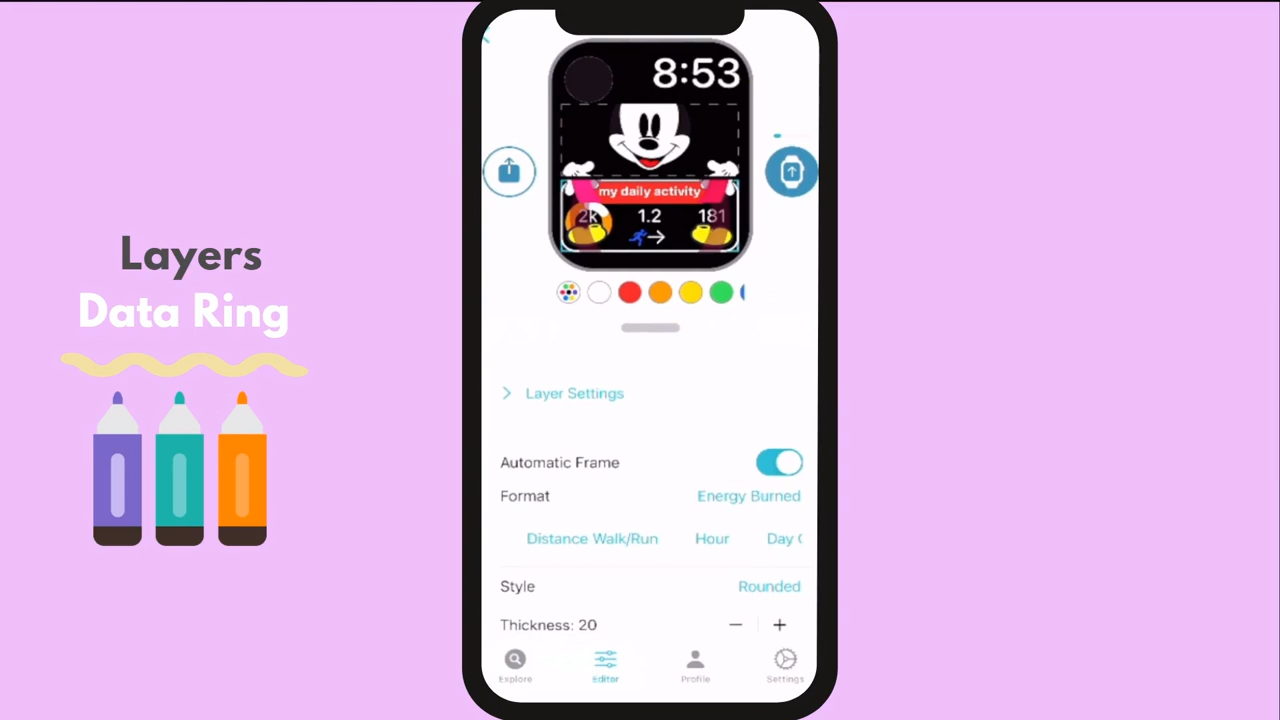 Layers
Data Ring
8:53
my daily activity
2k 1.2 181
Layer Settings
Automatic Frame
Format Energy Burned
Distance Walk/Run Hour Day
Style Rounded
Thickness: 20 − +
Explore Editor Profile Settings